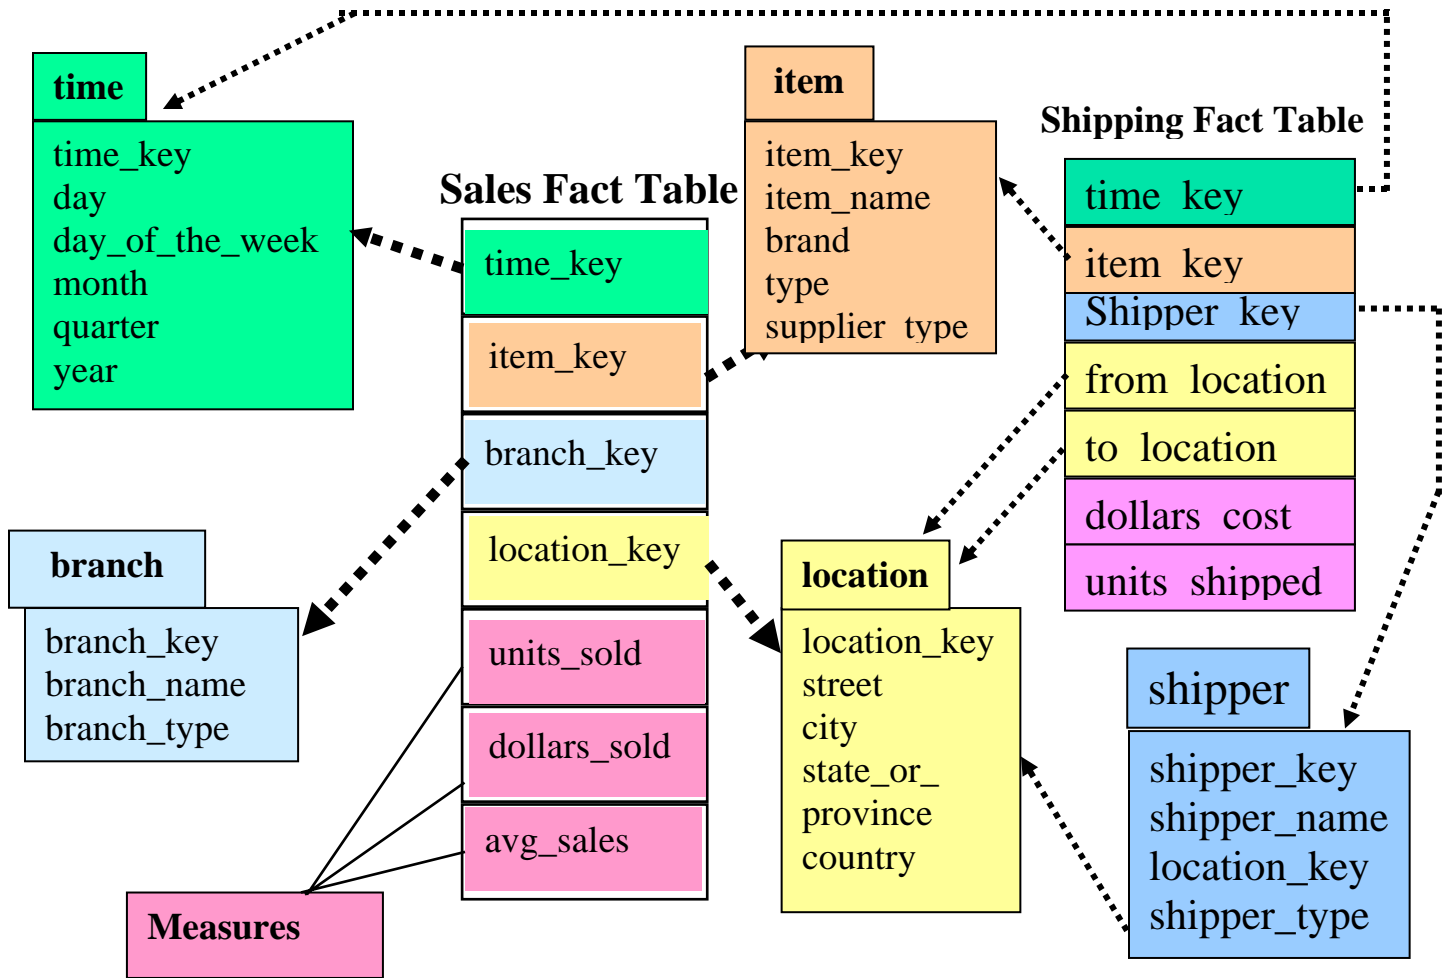 time
time_key
day
day_of_the_week
month
quarter
year
Sales Fact Table
time_key
item_key
branch_key
location_key
units_sold
dollars_sold
avg_sales
branch
branch_key
branch_name
branch_type
Measures
item
item_key
item_name
brand
type
supplier_type
location
location_key
street
city
state_or_
province
country
Shipping Fact Table
time_key
item_key
Shipper_key
from_location
to_location
dollars_cost
units_shipped
shipper
shipper_key
shipper_name
location_key
shipper_type